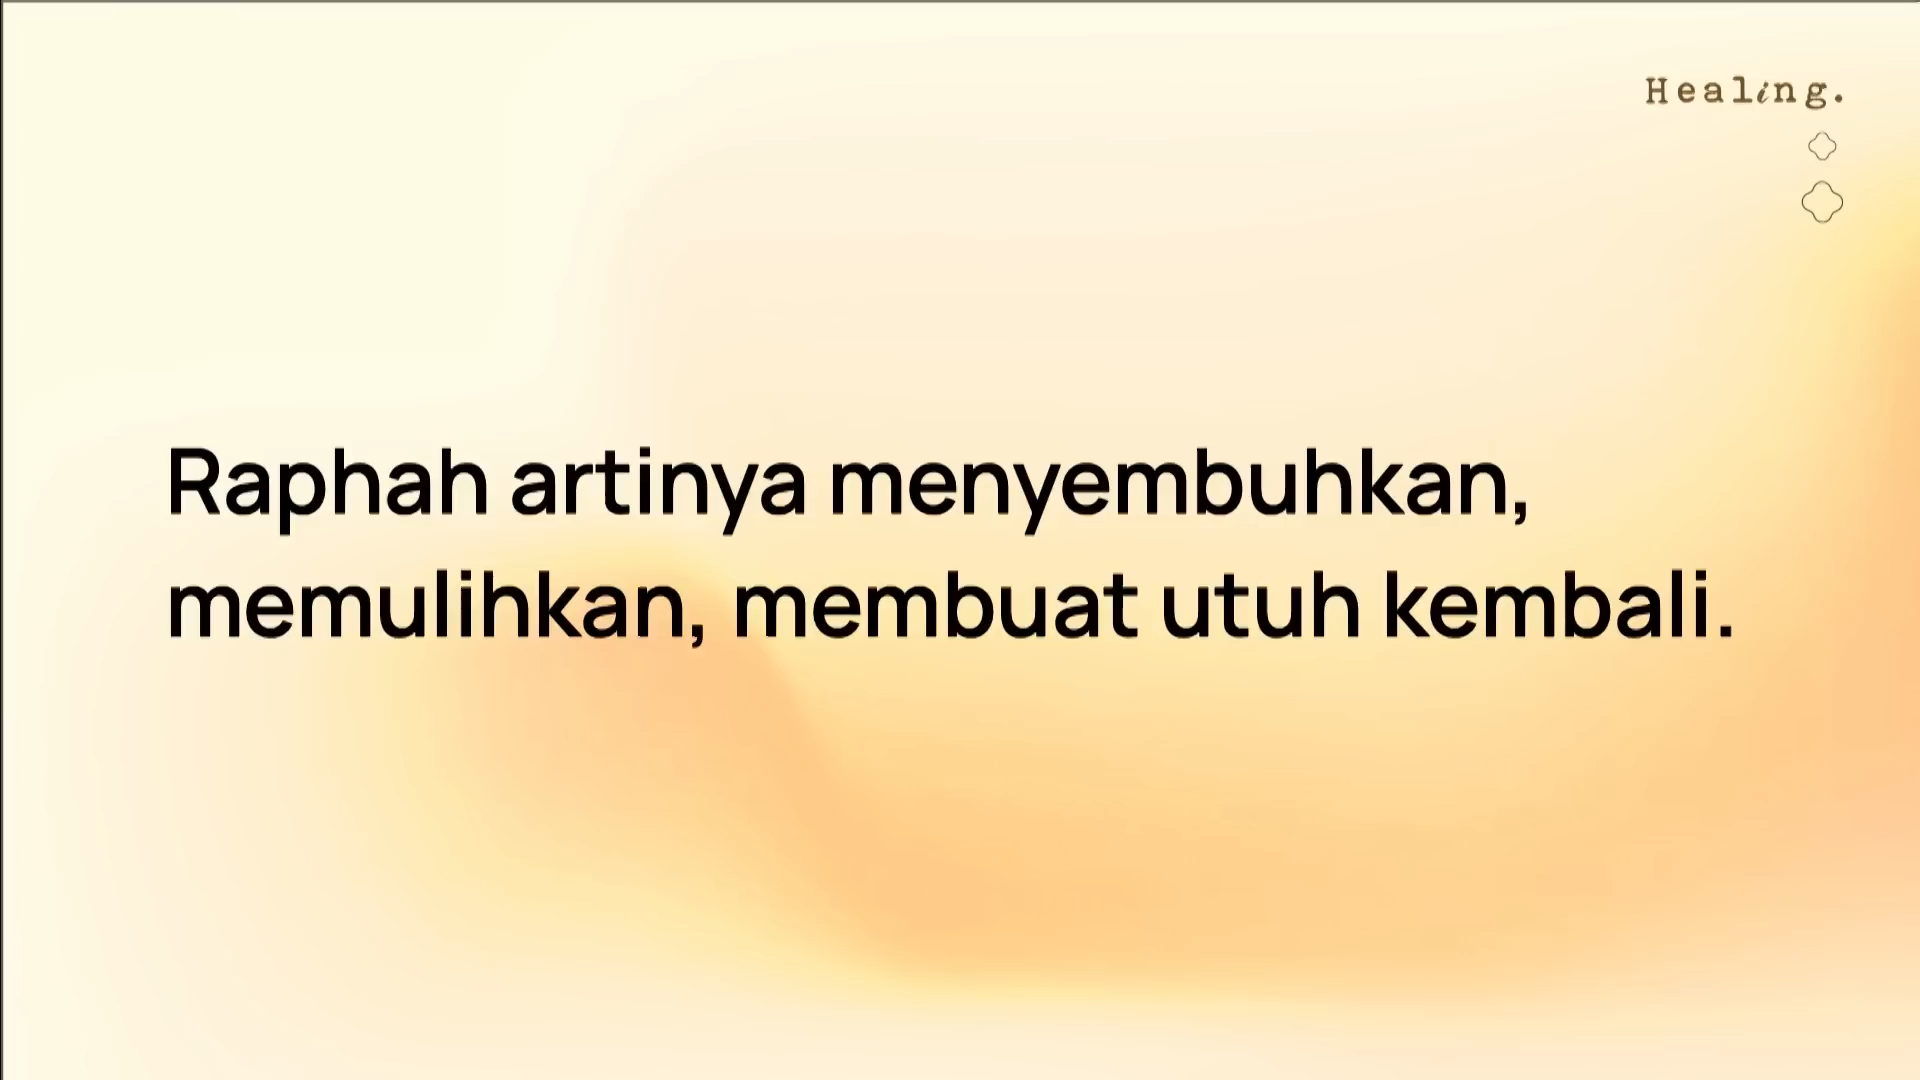 Healing.
Raphah artinya menyembuhkan,
memulihkan, membuat utuh kembali.